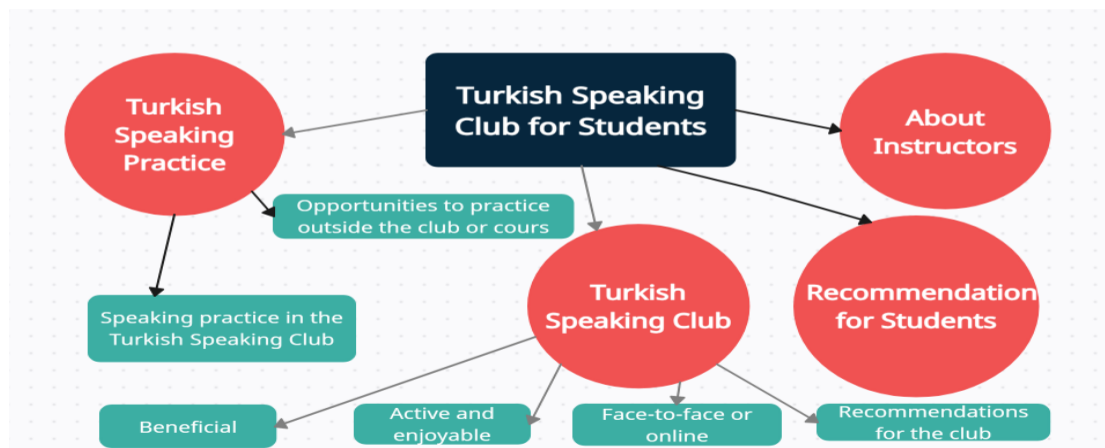 Turkish Speaking
Club for Students
Turkish
Speaking
Practice
About
Instructors
Opportunities to practice
outside the club or cours
Turkish
Speaking Club
Recommendation
for Students
Speaking practice in the
Turkish Speaking Club
Beneficial
Active and
enjoyable
Face-to-face or
online
Recommendations
for the club